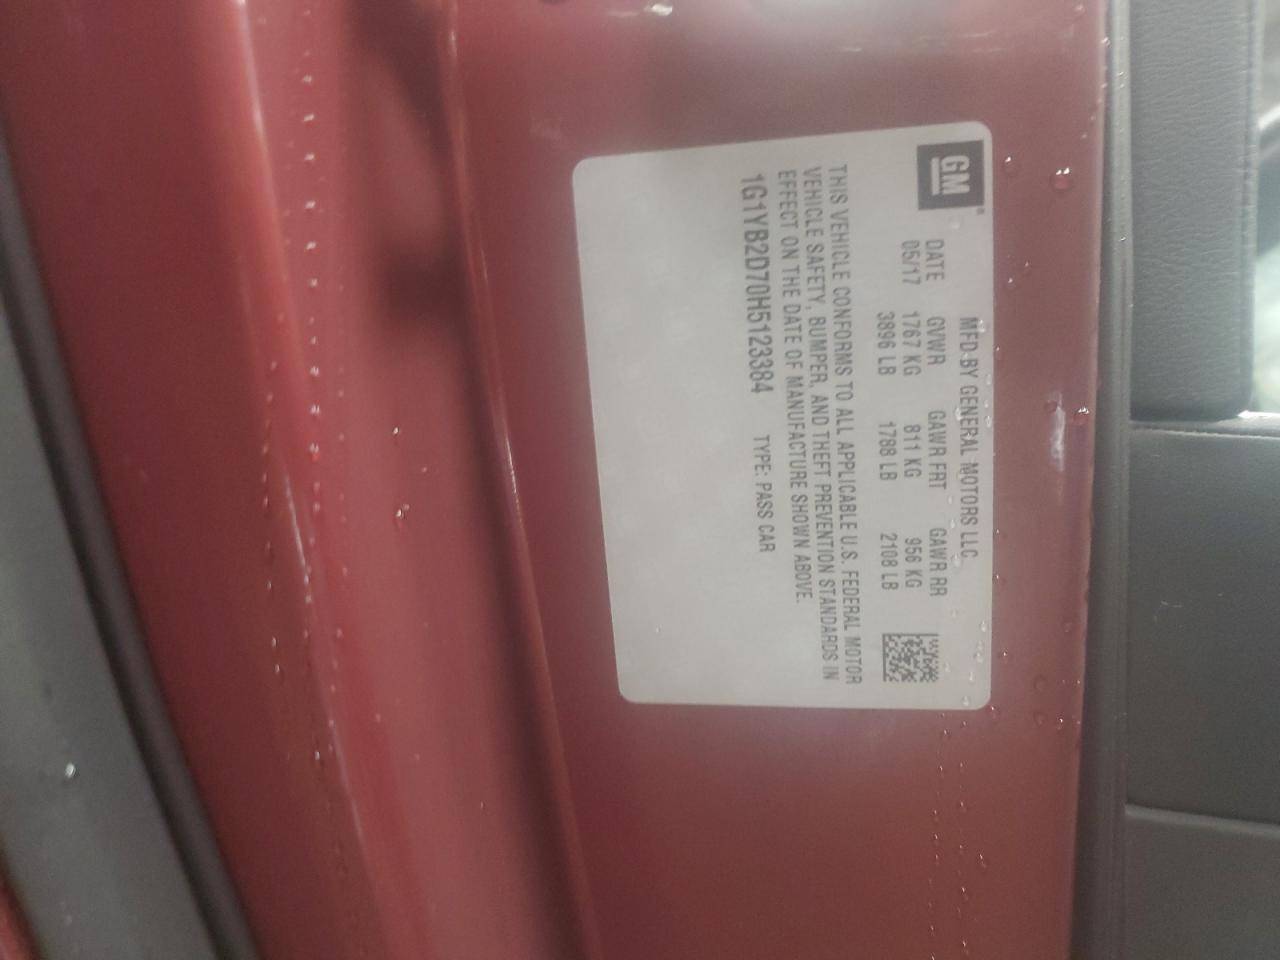 GM®
MFD BY GENERAL MOTORS LLC
DATE GVWR GAWR FRT GAWR RR
05/17 1767 KG 811 KG 956 KG
3896 LB 1788 LB 2108 LB
THIS VEHICLE CONFORMS TO ALL APPLICABLE U.S. FEDERAL MOTOR
VEHICLE SAFETY, BUMPER, AND THEFT PREVENTION STANDARDS IN
EFFECT ON THE DATE OF MANUFACTURE SHOWN ABOVE.
1G1YB2D70H5123384 TYPE: PASS CAR